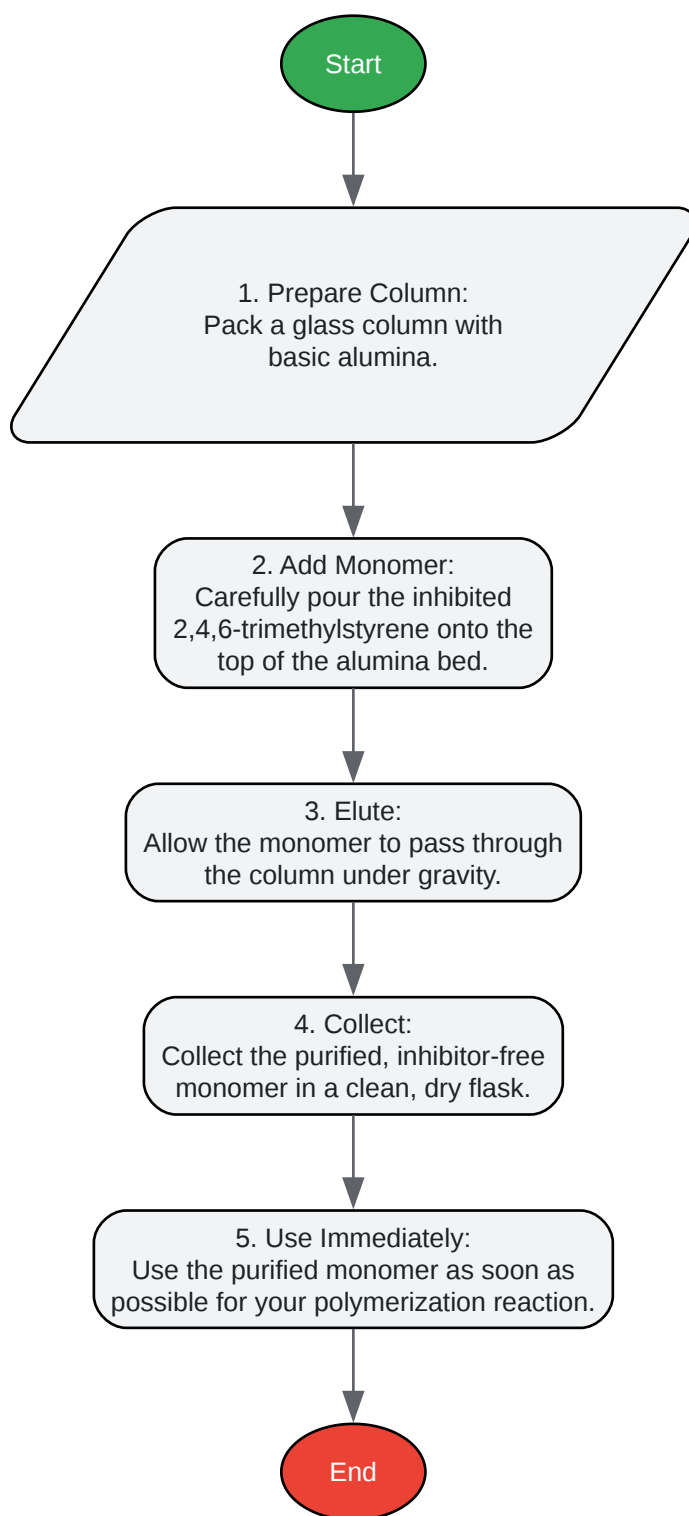 Start
1. Prepare Column:
Pack a glass column with
basic alumina.
2. Add Monomer:
Carefully pour the inhibited
2,4,6-trimethylstyrene onto the
top of the alumina bed.
3. Elute:
Allow the monomer to pass through
the column under gravity.
4. Collect:
Collect the purified, inhibitor-free
monomer in a clean, dry flask.
5. Use Immediately:
Use the purified monomer as soon as
possible for your polymerization reaction.
End